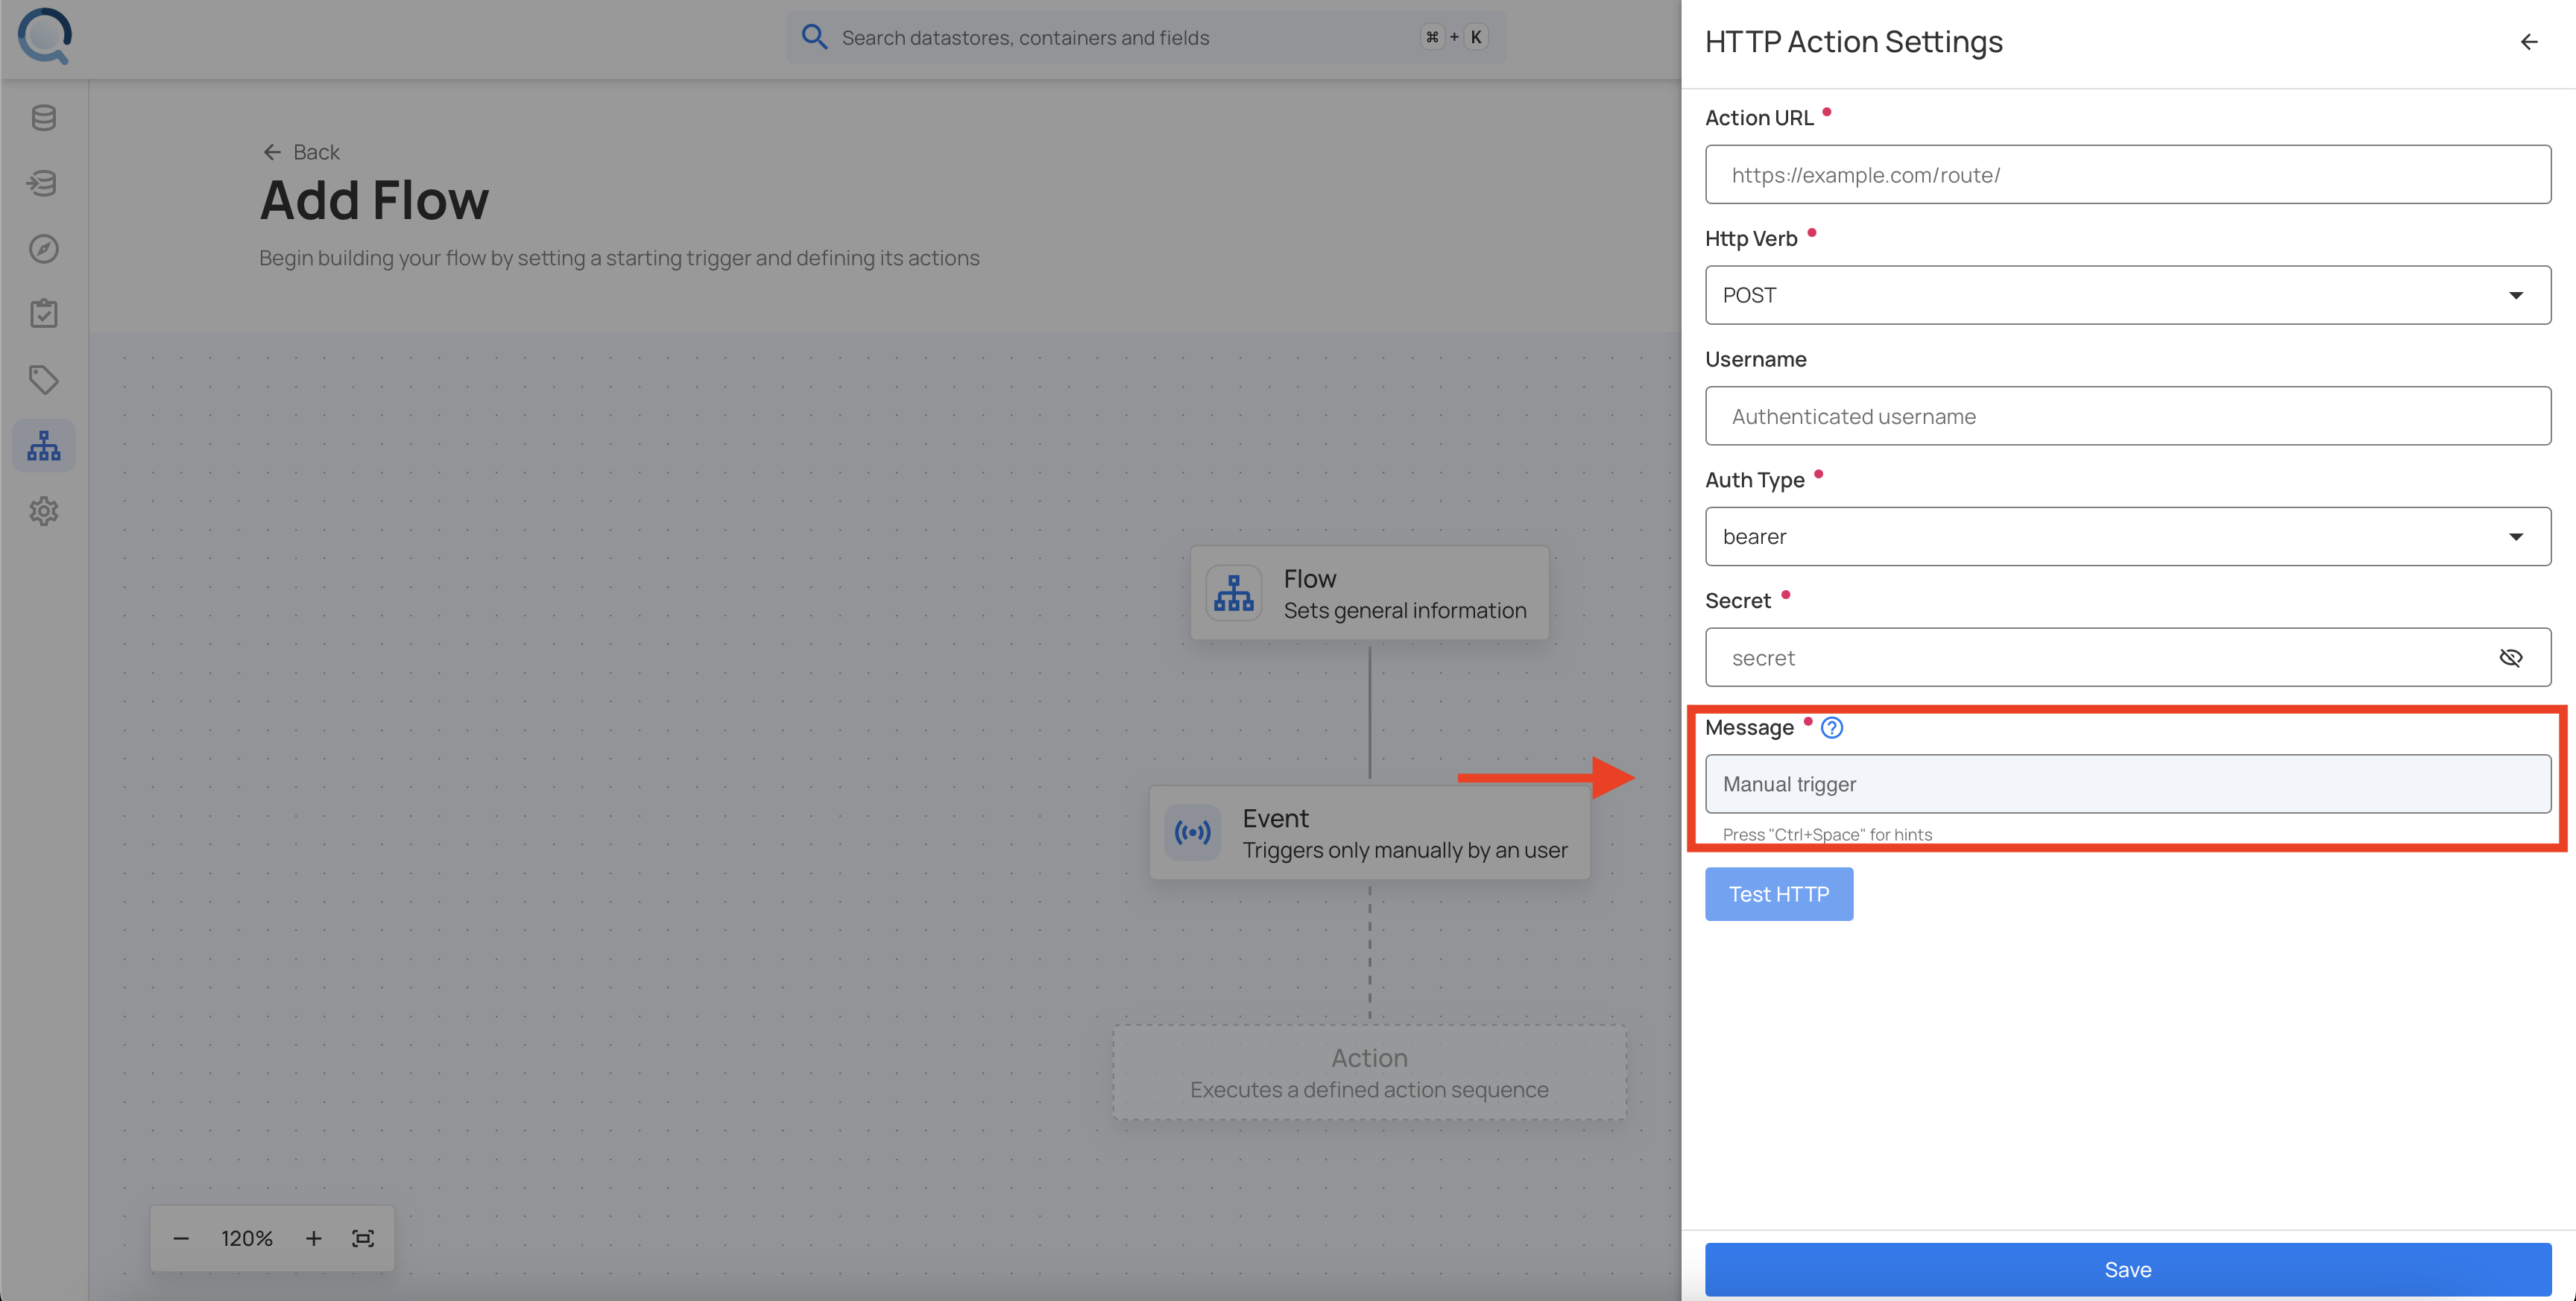 Search datastores, containers and fields
⌘ + K
Back
Add Flow
Begin building your flow by setting a starting trigger and defining its actions
Flow
Sets general information
Event
Triggers only manually by an user
Action
Executes a defined action sequence
120%
HTTP Action Settings
Action URL
https://example.com/route/
Http Verb
POST
Username
Authenticated username
Auth Type
bearer
Secret
secret
Message
Manual trigger
Press "Ctrl+Space" for hints
Test HTTP
Save